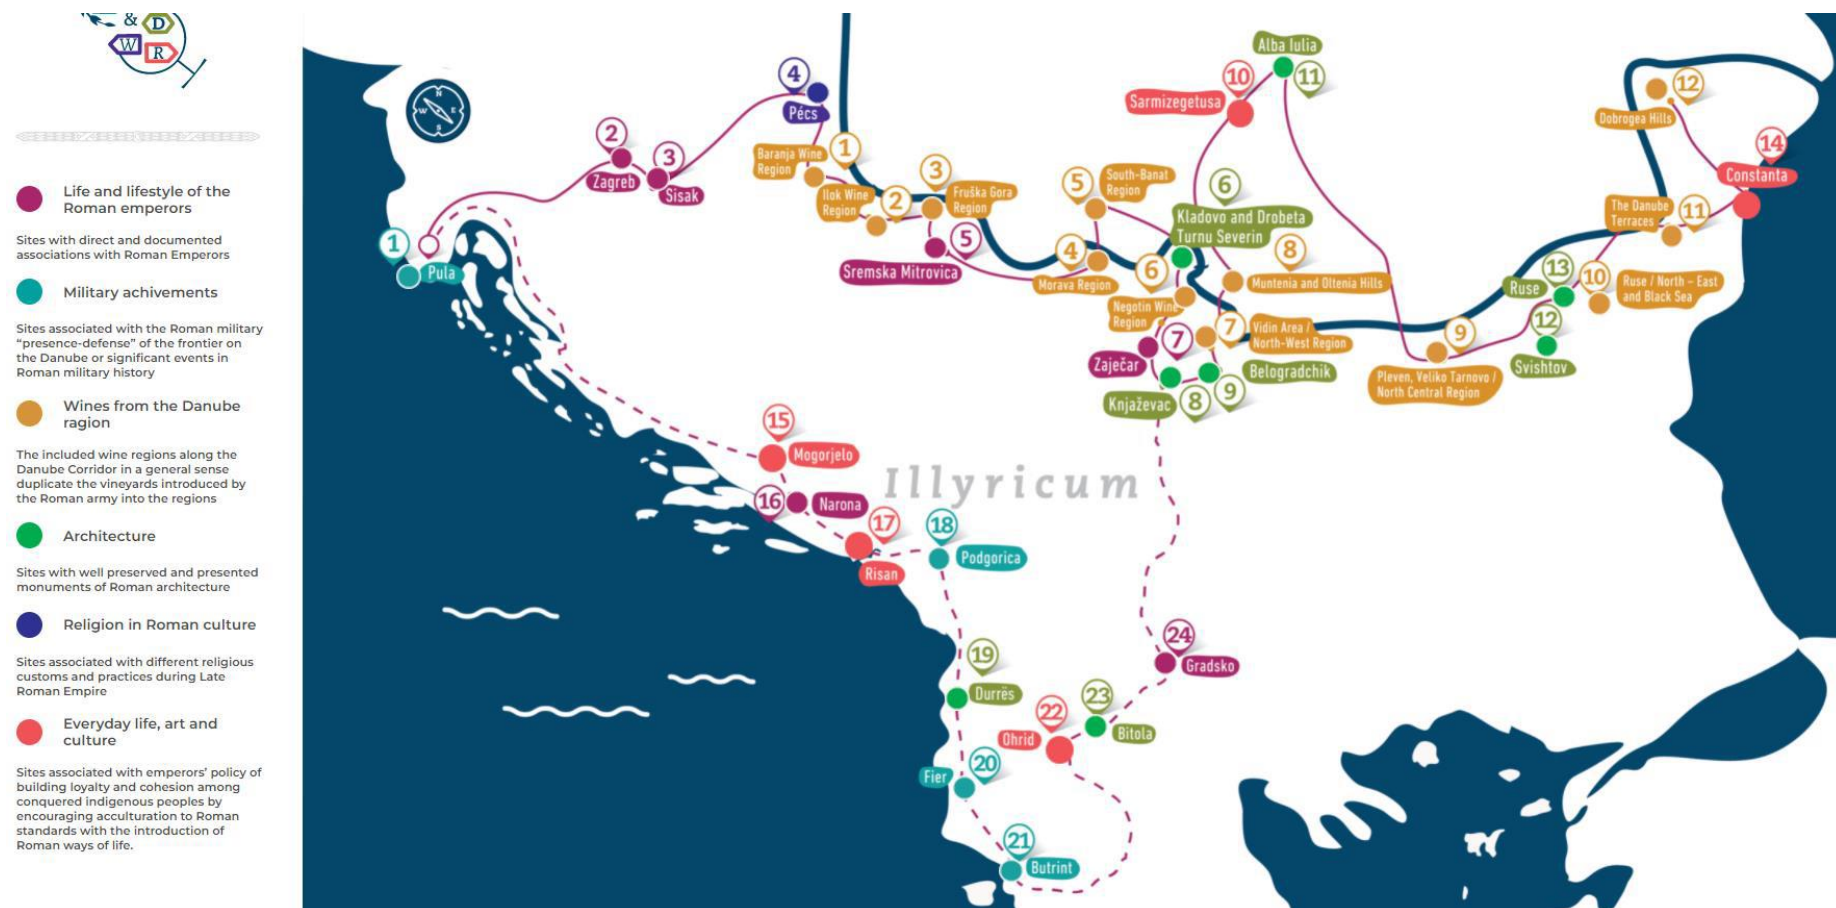 &
D
W
R
Life and lifestyle of the
Roman emperors
Sites with direct and documented
associations with Roman Emperors
Military achivements
Sites associated with the Roman military
“presence-defense” of the frontier on
the Danube or significant events in
Roman military history
Wines from the Danube
ragion
The included wine regions along the
Danube Corridor in a general sense
duplicate the vineyards introduced by
the Roman army into the regions
Architecture
Sites with well preserved and presented
monuments of Roman architecture
Religion in Roman culture
Sites associated with different religious
customs and practices during Late
Roman Empire
Everyday life, art and
culture
Sites associated with emperors’ policy of
building loyalty and cohesion among
conquered indigenous peoples by
encouraging acculturation to Roman
standards with the introduction of
Roman ways of life.
N
W
E
S
1
Pula
2
Zagreb
3
Sisak
4
Pécs
1
Baranja Wine
Region
2
Ilok Wine
Region
3
Fruška Gora
Region
5
Sremska Mitrovica
4
Morava Region
5
South-Banat
Region
6
Kladovo and Drobeta
Turnu Severin
10
Sarmizegetusa
Alba Iulia
11
8
Muntenia and Oltenia Hills
6
Negotin Wine
Region
7
Zaječar
7
Vidin Area /
North-West Region
Knjaževac
8
9
Belogradchik
9
Pleven, Veliko Tarnovo /
North Central Region
12
Svishtov
13
Ruse
10
Ruse / North – East
and Black Sea
The Danube
Terraces
11
12
Dobrogea Hills
14
Constanta
Illyricum
15
Mogorjelo
16
Narona
17
Risan
18
Podgorica
19
Durrës
20
Fier
21
Butrint
22
Ohrid
23
Bitola
24
Gradsko